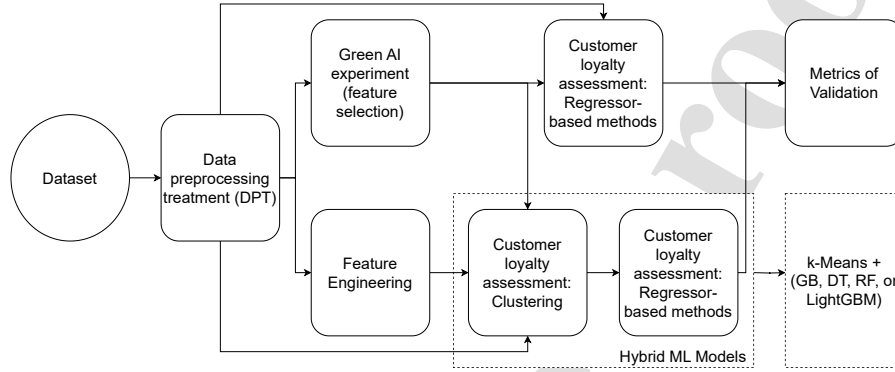 Green AI
experiment
(feature
selection)
Customer
loyalty
assessment:
Regressor-
based methods
Metrics of
Validation
Dataset
Data
preprocessing
treatment (DPT)
Feature
Engineering
Customer
loyalty
assessment:
Clustering
Customer
loyalty
assessment:
Regressor-
based methods
k-Means +
(GB, DT, RF, or
LightGBM)
Hybrid ML Models